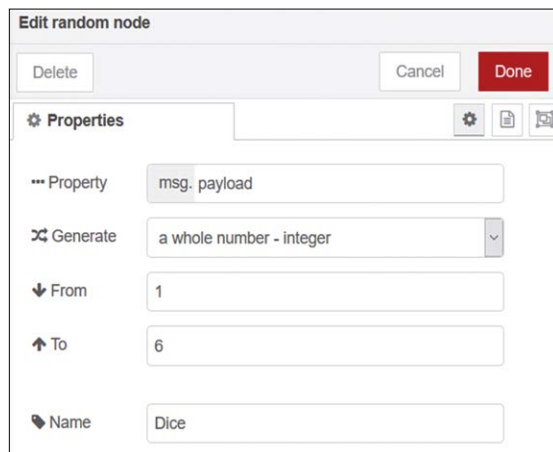 Edit random node
Delete
Cancel
Done
Properties
Property
msg. payload
Generate
a whole number - integer
From
1
To
6
Name
Dice